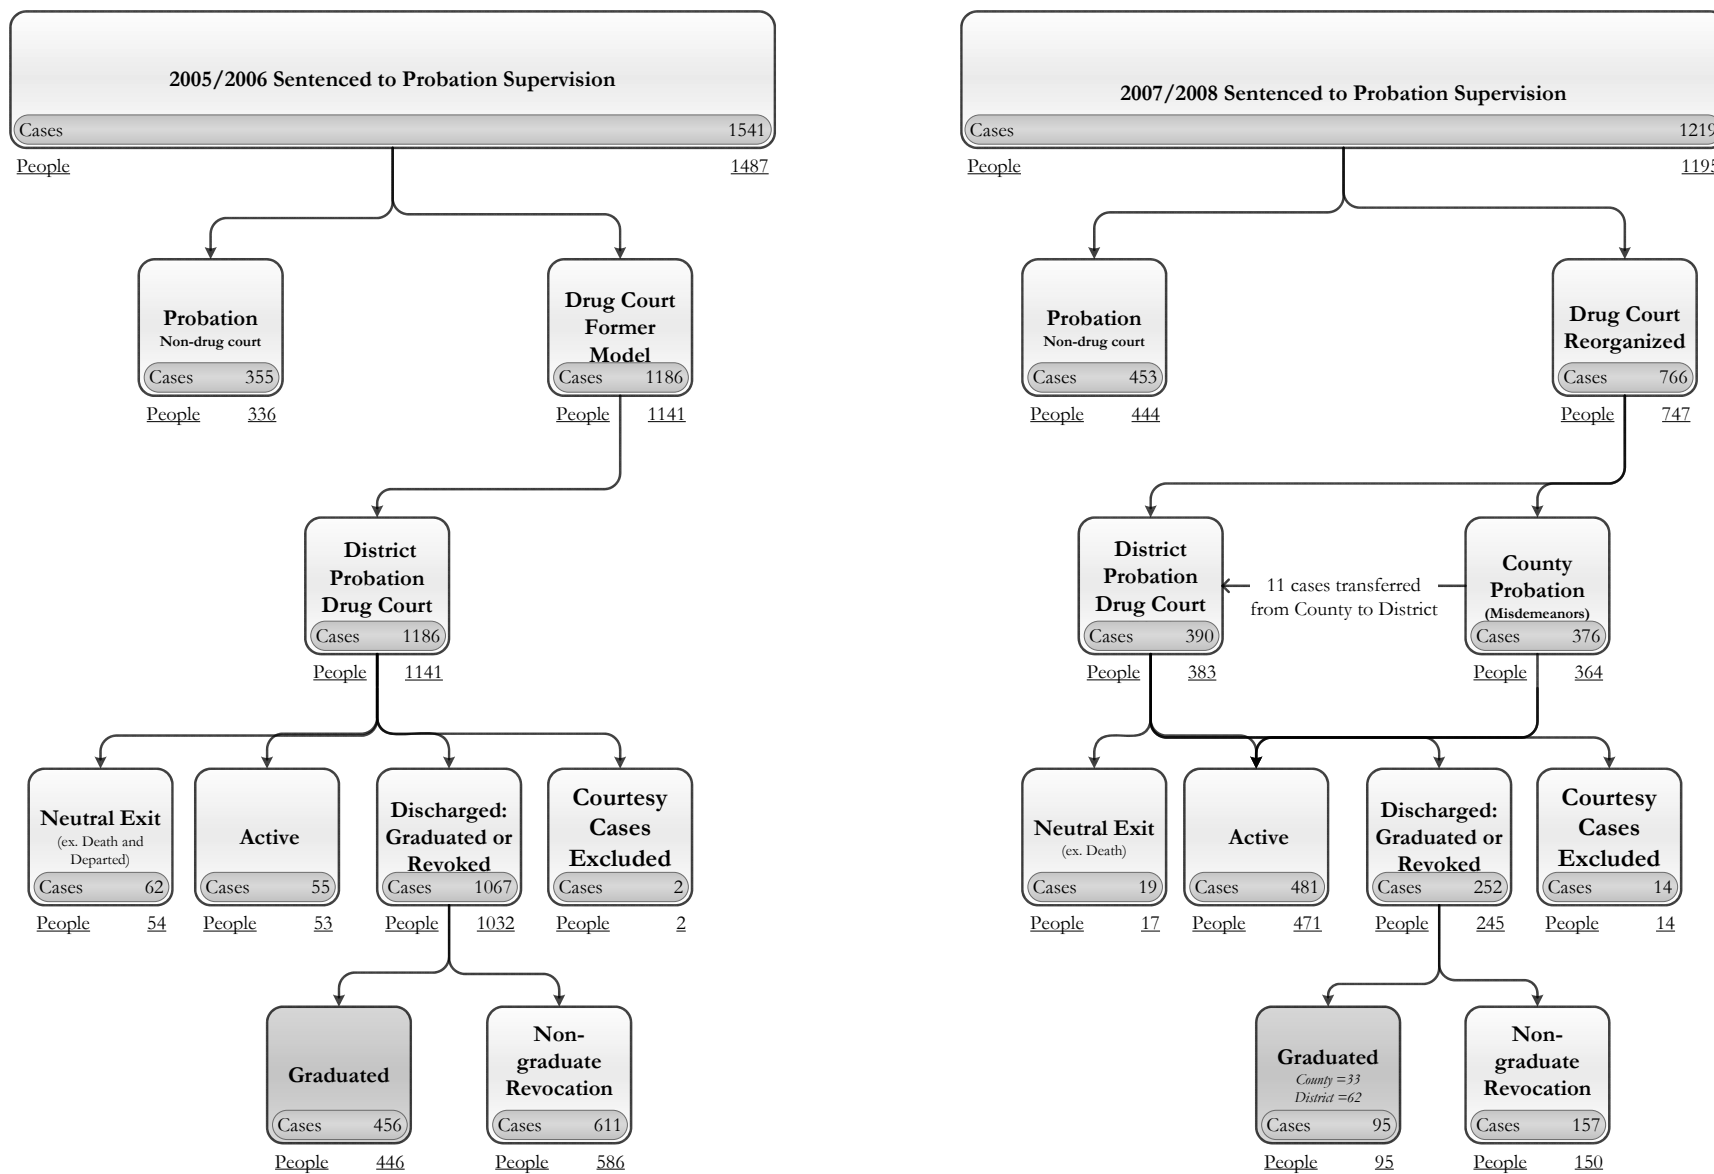 2005/2006 Sentenced to Probation Supervision
Cases 1541
People 1487
Probation
Non-drug court
Cases 355
People 336
Drug Court
Former
Model
Cases 1186
People 1141
District
Probation
Drug Court
Cases 1186
People 1141
Neutral Exit
(ex. Death and
Departed)
Cases 62
People 54
Active
Cases 55
People 53
Discharged:
Graduated or
Revoked
Cases 1067
People 1032
Courtesy
Cases
Excluded
Cases 2
People 2
Graduated
Cases 456
People 446
Non-
graduate
Revocation
Cases 611
People 586
2007/2008 Sentenced to Probation Supervision
Cases 1219
People 1195
Probation
Non-drug court
Cases 453
People 444
Drug Court
Reorganized
Cases 766
People 747
District
Probation
Drug Court
Cases 390
People 383
11 cases transferred
from County to District
County
Probation
(Misdemeanors)
Cases 376
People 364
Neutral Exit
(ex. Death)
Cases 19
People 17
Active
Cases 481
People 471
Discharged:
Graduated or
Revoked
Cases 252
People 245
Courtesy
Cases
Excluded
Cases 14
People 14
Graduated
County =33
District =62
Cases 95
People 95
Non-
graduate
Revocation
Cases 157
People 150